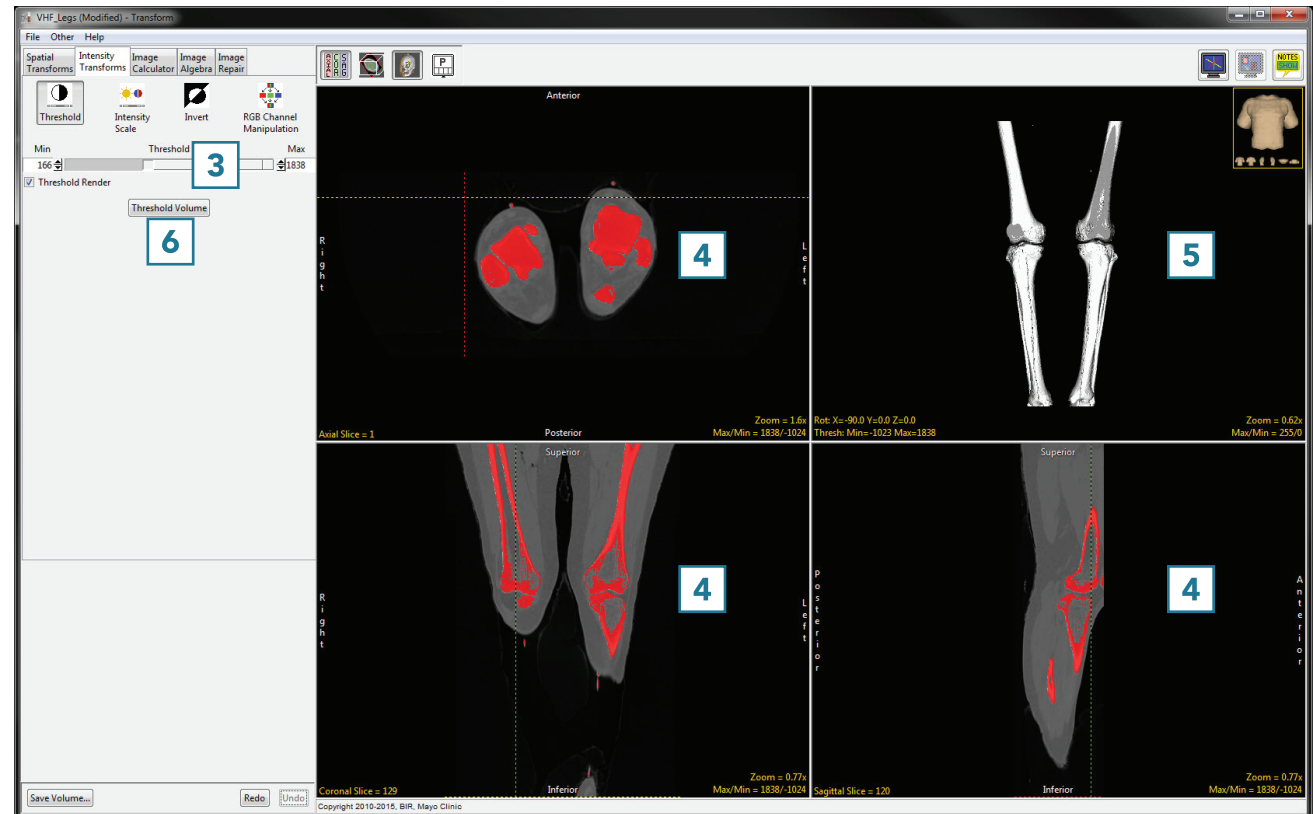 VHF_Legs (Modified) - Transform
File Other Help
Spatial Transforms
Intensity Transforms
Image Calculator
Image Algebra
Image Repair
Threshold
Intensity Scale
Invert
RGB Channel Manipulation
Min Threshold Max
166 3 1838
Threshold Render
Threshold Volume
6
Save Volume... Redo Undo
P
NOTES
SHOW
Anterior
Right
Left
4
Axial Slice = 1
Posterior
Zoom = 1.6x
Max/Min = 1838/-1024
5
Rot: X=-90.0 Y=0.0 Z=0.0
Thresh: Min=-1023 Max=1838
Zoom = 0.62x
Max/Min = 255/0
Superior
Right
Left
4
Coronal Slice = 129
Inferior
Zoom = 0.77x
Max/Min = 1838/-1024
Superior
Posterior
Anterior
4
Sagittal Slice = 120
Inferior
Zoom = 0.77x
Max/Min = 1838/-1024
Copyright 2010-2015, BIR, Mayo Clinic